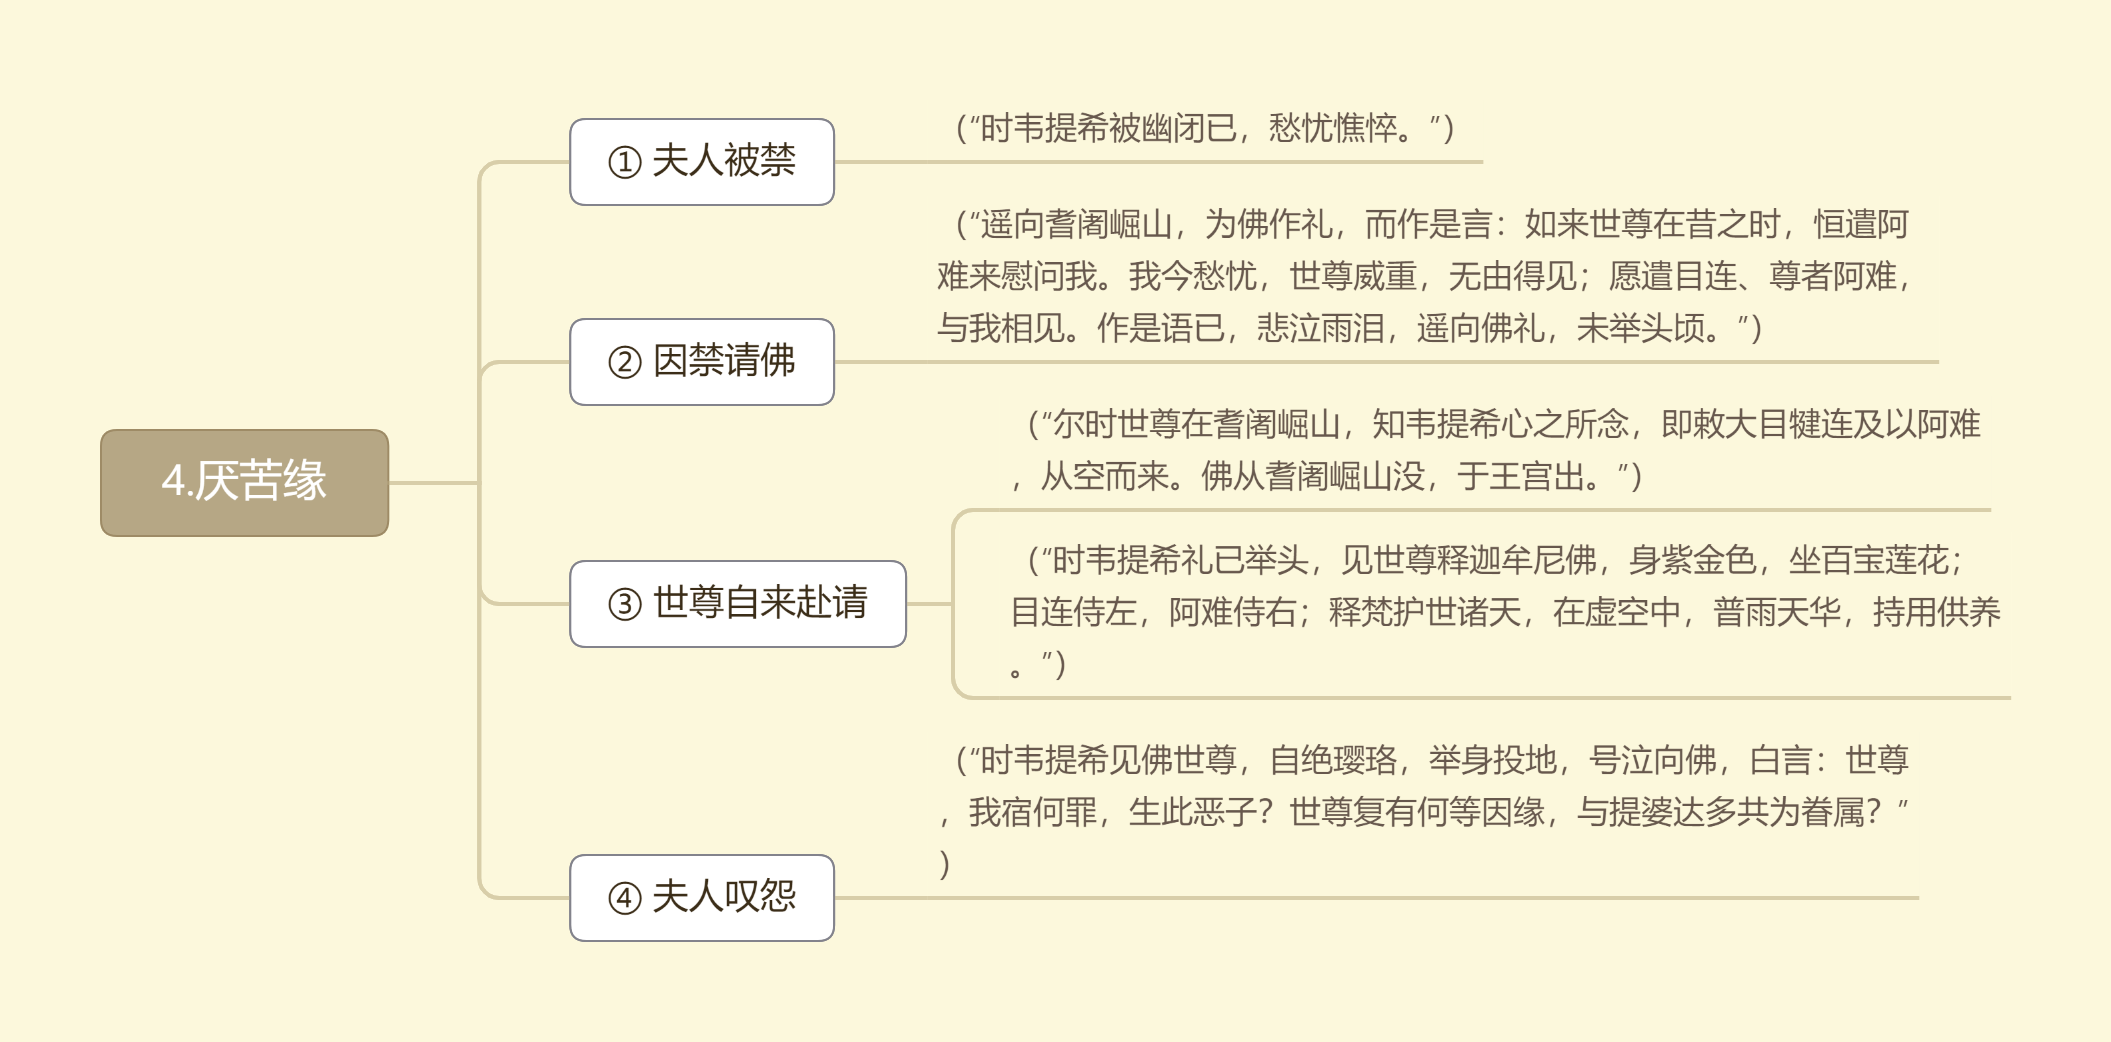 4.厌苦缘
① 夫人被禁
(“时韦提希被幽闭已，愁忧憔悴。”)
② 因禁请佛
(“遥向耆阇崛山，为佛作礼，而作是言：如来世尊在昔之时，恒遣阿
难来慰问我。我今愁忧，世尊威重，无由得见；愿遣目连、尊者阿难，
与我相见。作是语已，悲泣雨泪，遥向佛礼，未举头顷。”)
③ 世尊自来赴请
(“尔时世尊在耆阇崛山，知韦提希心之所念，即敕大目犍连及以阿难
，从空而来。佛从耆阇崛山没，于王宫出。”)
(“时韦提希礼已举头，见世尊释迦牟尼佛，身紫金色，坐百宝莲花；
目连侍左，阿难侍右；释梵护世诸天，在虚空中，普雨天华，持用供养
。”)
④ 夫人叹怨
(“时韦提希见佛世尊，自绝璎珞，举身投地，号泣向佛，白言：世尊
，我宿何罪，生此恶子？世尊复有何等因缘，与提婆达多共为眷属？”
)